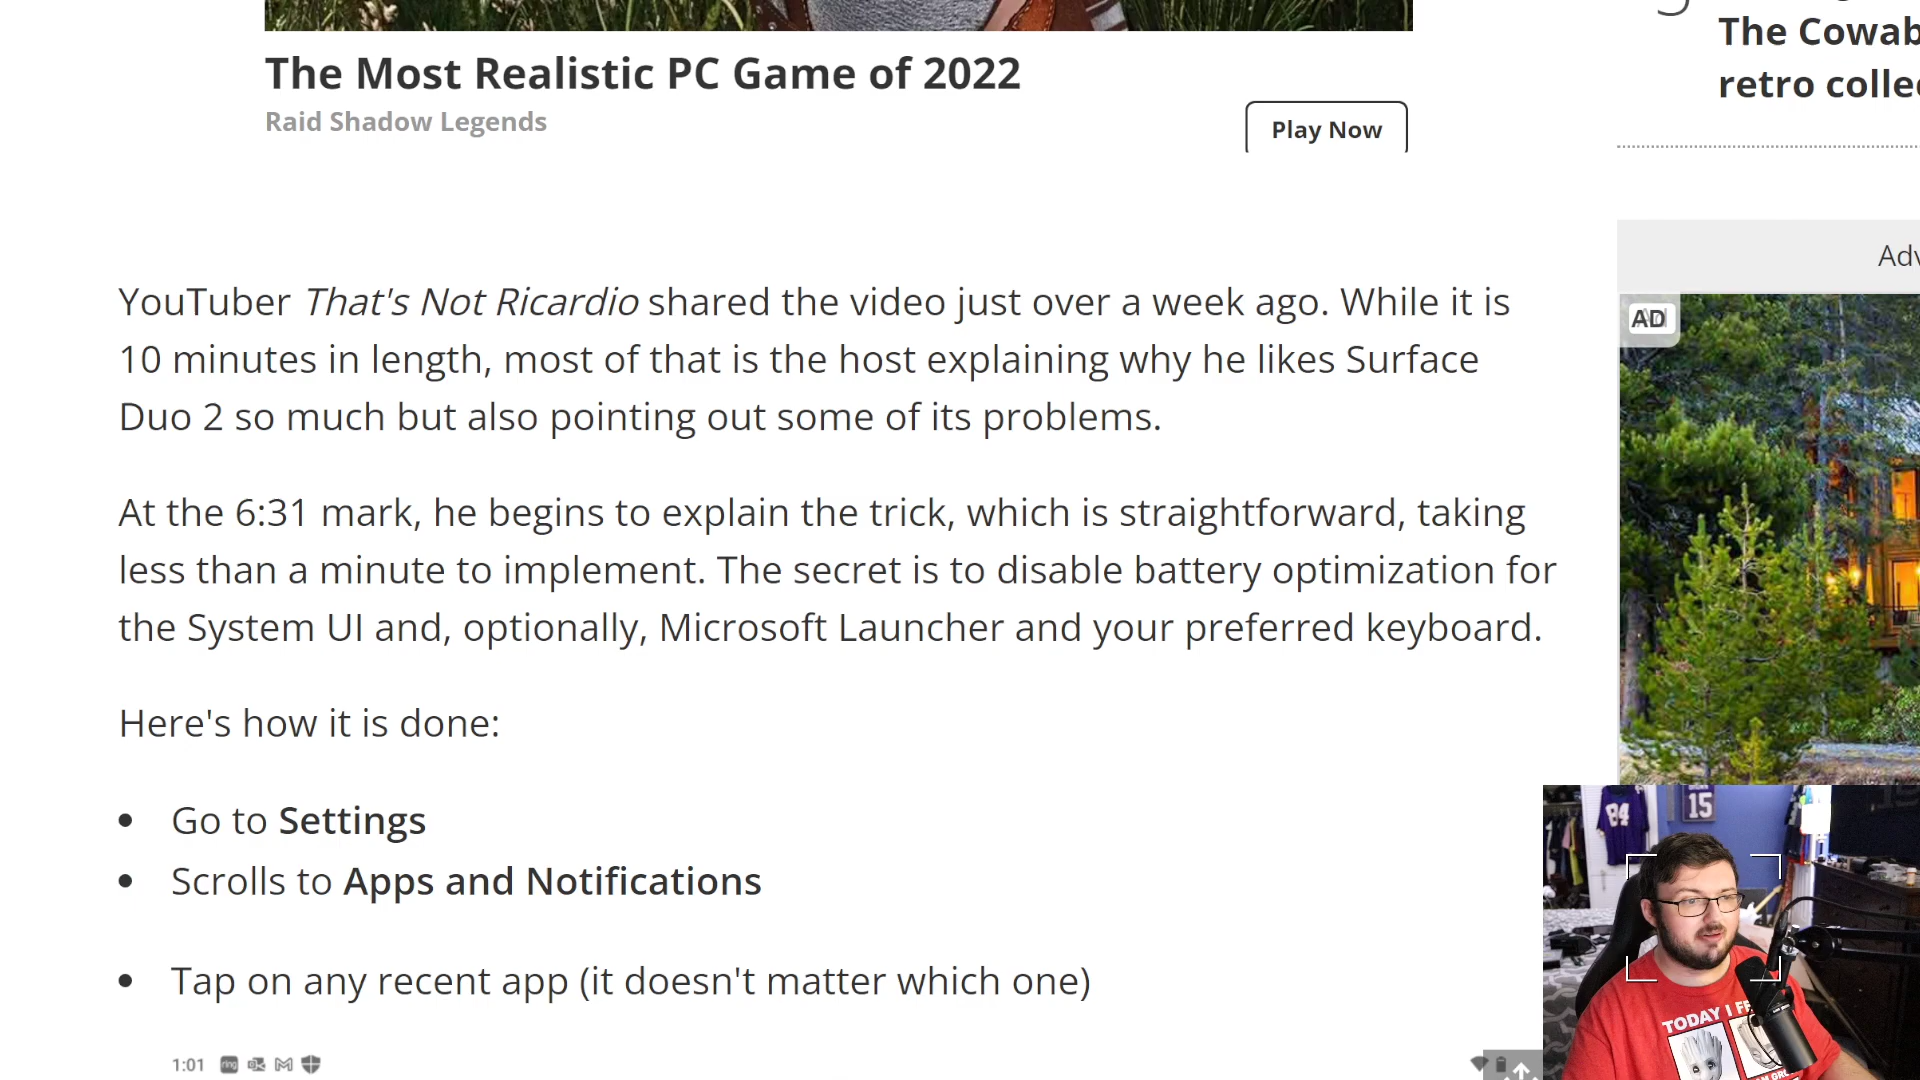 The Most Realistic PC Game of 2022
Raid Shadow Legends
Play Now
The Cowab
retro collec
Adv
AD
YouTuber That's Not Ricardio shared the video just over a week ago. While it is
10 minutes in length, most of that is the host explaining why he likes Surface
Duo 2 so much but also pointing out some of its problems.
At the 6:31 mark, he begins to explain the trick, which is straightforward, taking
less than a minute to implement. The secret is to disable battery optimization for
the System UI and, optionally, Microsoft Launcher and your preferred keyboard.
Here's how it is done:
• Go to Settings
• Scrolls to Apps and Notifications
• Tap on any recent app (it doesn't matter which one)
1:01 ring
84
15
TODAY I FE